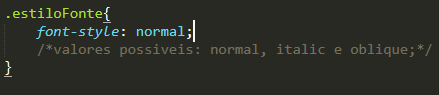 .estiloFonte{
    font-style: normal;
    /*valores possiveis: normal, italic e oblique;*/
}